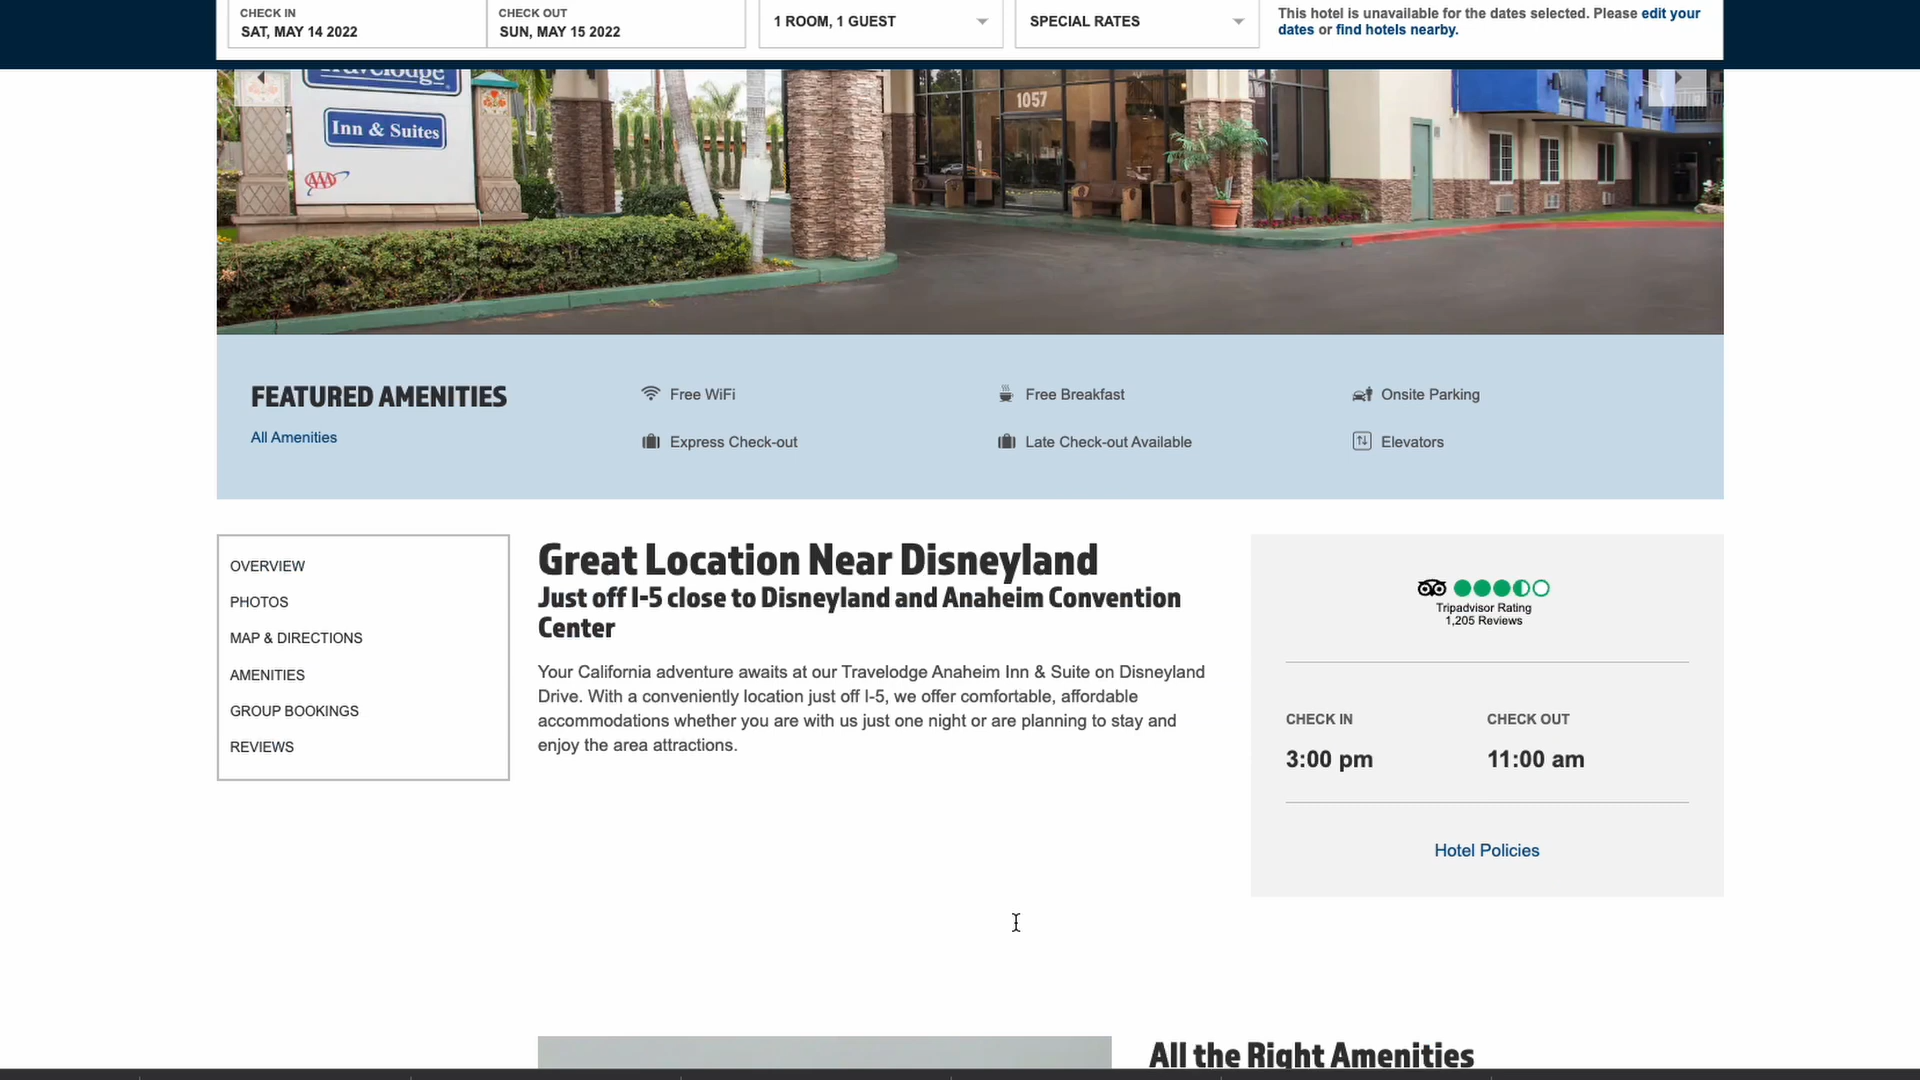 CHECK IN
SAT, MAY 14 2022
CHECK OUT
SUN, MAY 15 2022
1 ROOM, 1 GUEST
SPECIAL RATES
This hotel is unavailable for the dates selected. Please edit your
dates or find hotels nearby.
Travelodge
Inn & Suites
AAA
1057
FEATURED AMENITIES
All Amenities
Free WiFi
Free Breakfast
Onsite Parking
Express Check-out
Late Check-out Available
Elevators
OVERVIEW
PHOTOS
MAP & DIRECTIONS
AMENITIES
GROUP BOOKINGS
REVIEWS
Great Location Near Disneyland
Just off I-5 close to Disneyland and Anaheim Convention
Center
Your California adventure awaits at our Travelodge Anaheim Inn & Suite on Disneyland
Drive. With a conveniently location just off I-5, we offer comfortable, affordable
accommodations whether you are with us just one night or are planning to stay and
enjoy the area attractions.
Tripadvisor Rating
1,205 Reviews
CHECK IN
CHECK OUT
3:00 pm
11:00 am
Hotel Policies
All the Right Amenities